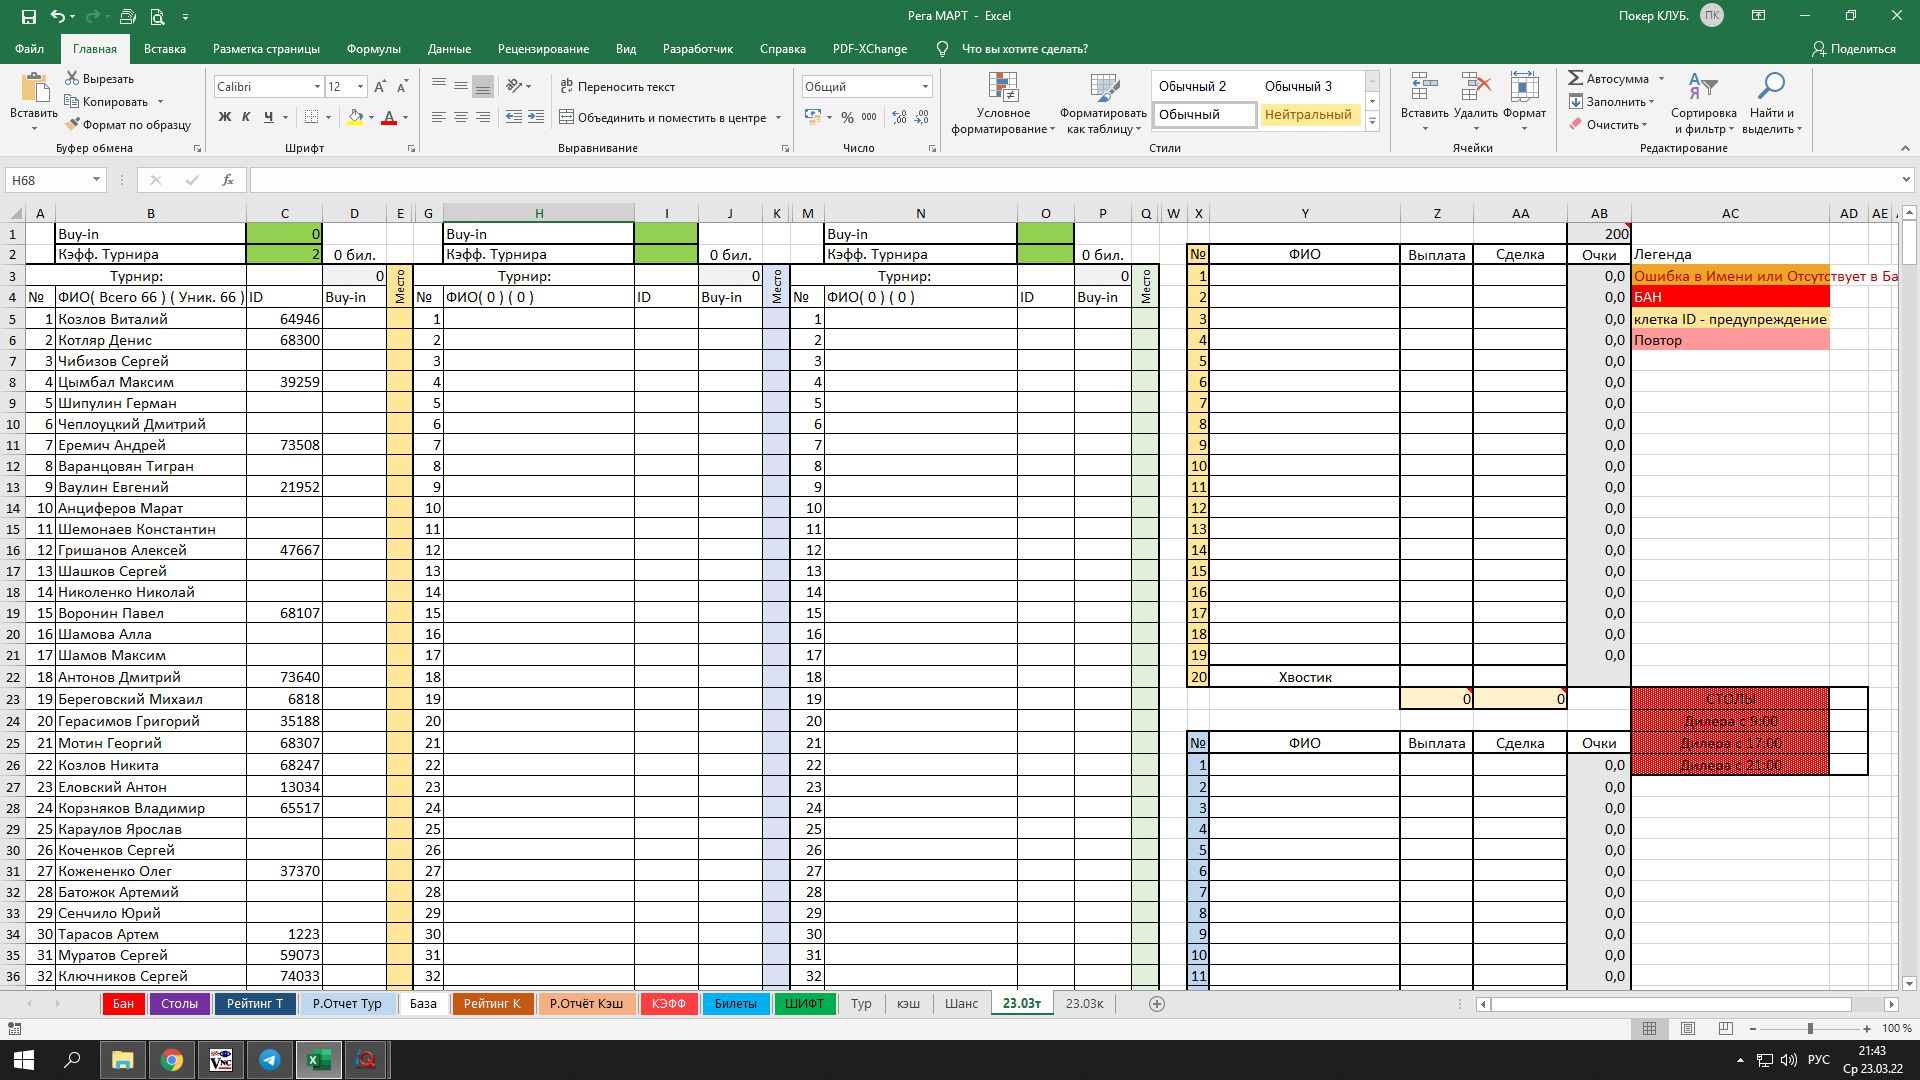 Рега МАРТ - Excel
Покер КЛУБ. ПК
Файл Главная Вставка Разметка страницы Формулы Данные Рецензирование Вид Разработчик Справка PDF-XChange Что вы хотите сделать? Поделиться
Вставить
Вырезать
Копировать
Формат по образцу
Буфер обмена
Calibri 12
Ж К Ч
Шрифт
Переносить текст
Объединить и поместить в центре
Выравнивание
Общий
% 000
Число
Условное форматирование
Форматировать как таблицу
Обычный 2 Обычный 3
Обычный Нейтральный
Стили
Вставить Удалить Формат
Ячейки
Автосумма
Заполнить
Очистить
Сортировка и фильтр
Найти и выделить
Редактирование
H68 fx
A B C D E G H I J K M N O P Q W X Y Z AA AB AC AD AE
1 Buy-in 0 Buy-in Buy-in 200
2 Кэфф. Турнира 2 0 бил. Кэфф. Турнира 0 бил. Кэфф. Турнира 0 бил. № ФИО Выплата Сделка Очки Легенда
3 Турнир: 0 Место Турнир: 0 Место Турнир: 0 Место 1 0,0 Ошибка в Имени или Отсутствует в Ба
4 № ФИО( Всего 66 ) ( Уник. 66 ) ID Buy-in № ФИО( 0 ) ( 0 ) ID Buy-in № ФИО( 0 ) ( 0 ) ID Buy-in 2 0,0 БАН
5 1 Козлов Виталий 64946 1 1 3 0,0 клетка ID - предупреждение
6 2 Котляр Денис 68300 2 2 4 0,0 Повтор
7 3 Чибизов Сергей 3 3 5 0,0
8 4 Цымбал Максим 39259 4 4 6 0,0
9 5 Шипулин Герман 5 5 7 0,0
10 6 Чеплоуцкий Дмитрий 6 6 8 0,0
11 7 Еремич Андрей 73508 7 7 9 0,0
12 8 Варанцовян Тигран 8 8 10 0,0
13 9 Ваулин Евгений 21952 9 9 11 0,0
14 10 Анциферов Марат 10 10 12 0,0
15 11 Шемонаев Константин 11 11 13 0,0
16 12 Гришанов Алексей 47667 12 12 14 0,0
17 13 Шашков Сергей 13 13 15 0,0
18 14 Николенко Николай 14 14 16 0,0
19 15 Воронин Павел 68107 15 15 17 0,0
20 16 Шамова Алла 16 16 18 0,0
21 17 Шамов Максим 17 17 19 0,0
22 18 Антонов Дмитрий 73640 18 18 20 Хвостик
23 19 Береговский Михаил 6818 19 19 0 0 СТОЛЫ
24 20 Герасимов Григорий 35188 20 20 Дилера с 9:00
25 21 Мотин Георгий 68307 21 21 № ФИО Выплата Сделка Очки Дилера с 17:00
26 22 Козлов Никита 68247 22 22 1 0,0 Дилера с 21:00
27 23 Еловский Антон 13034 23 23 2 0,0
28 24 Корзняков Владимир 65517 24 24 3 0,0
29 25 Караулов Ярослав 25 25 4 0,0
30 26 Коченков Сергей 26 26 5 0,0
31 27 Кожененко Олег 37370 27 27 6 0,0
32 28 Батожок Артемий 28 28 7 0,0
33 29 Сенчило Юрий 29 29 8 0,0
34 30 Тарасов Артем 1223 30 30 9 0,0
35 31 Муратов Сергей 59073 31 31 10 0,0
36 32 Ключников Сергей 74033 32 32 11 0,0
Бан Столы Рейтинг Т Р.Отчет Тур База Рейтинг К Р.Отчёт Кэш КЭФФ Билеты ШИФТ Тур кэш Шанс 23.03т 23.03к
100 %
VNC РУС 21:43
Ср 23.03.22